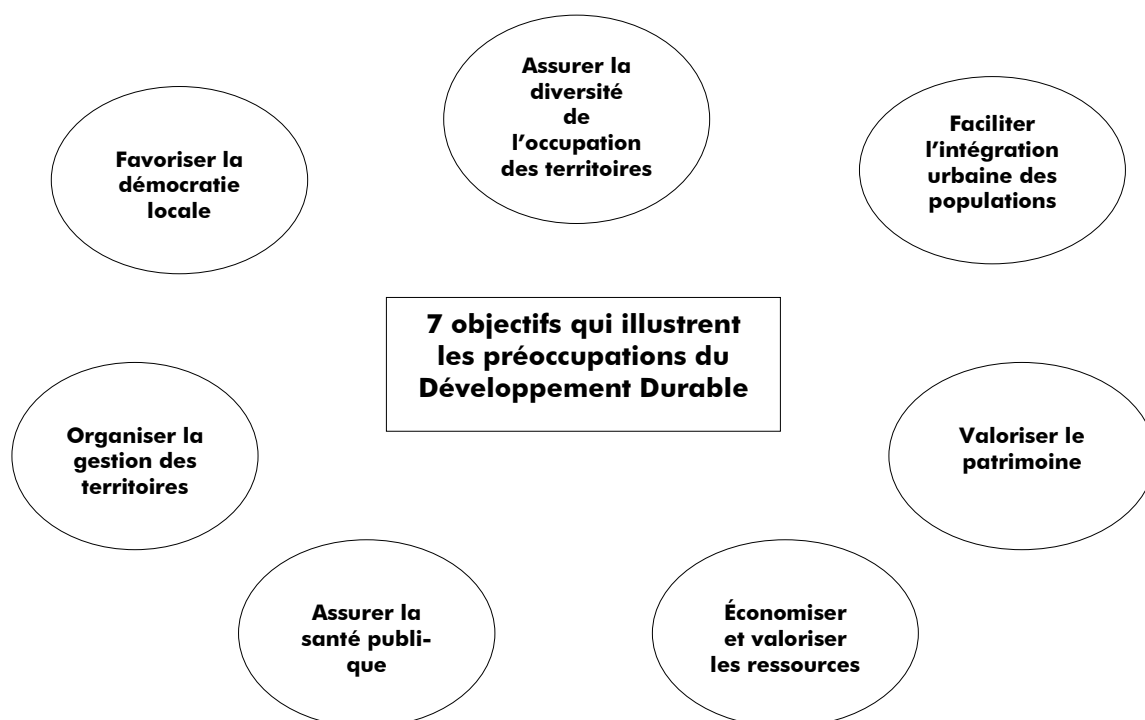 Assurer la
diversité
de
l'occupation
des territoires
Faciliter
l'intégration
urbaine des
populations
Favoriser la
démocratie
locale
7 objectifs qui illustrent
les préoccupations du
Développement Durable
Organiser la
gestion des
territoires
Valoriser le
patrimoine
Assurer la
santé publi-
que
Économiser
et valoriser
les ressources